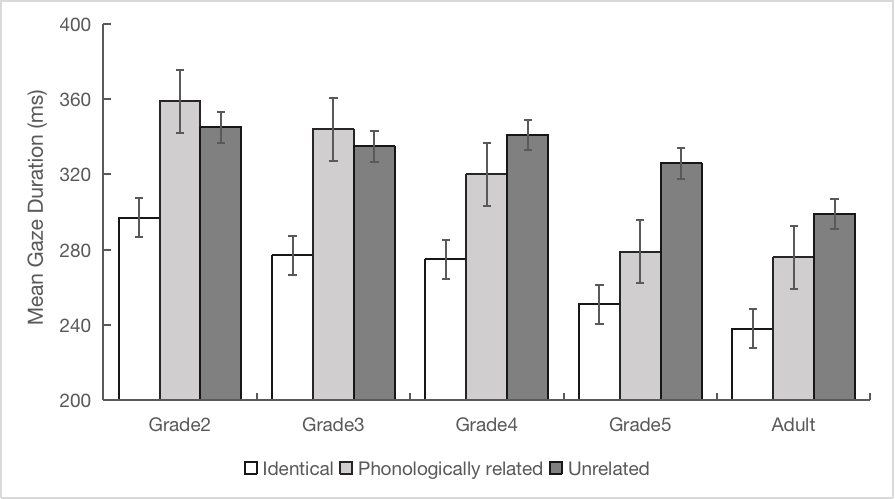 Mean Gaze Duration (ms)
400
360
320
280
240
200
Grade2 Grade3 Grade4 Grade5 Adult
Identical Phonologically related Unrelated